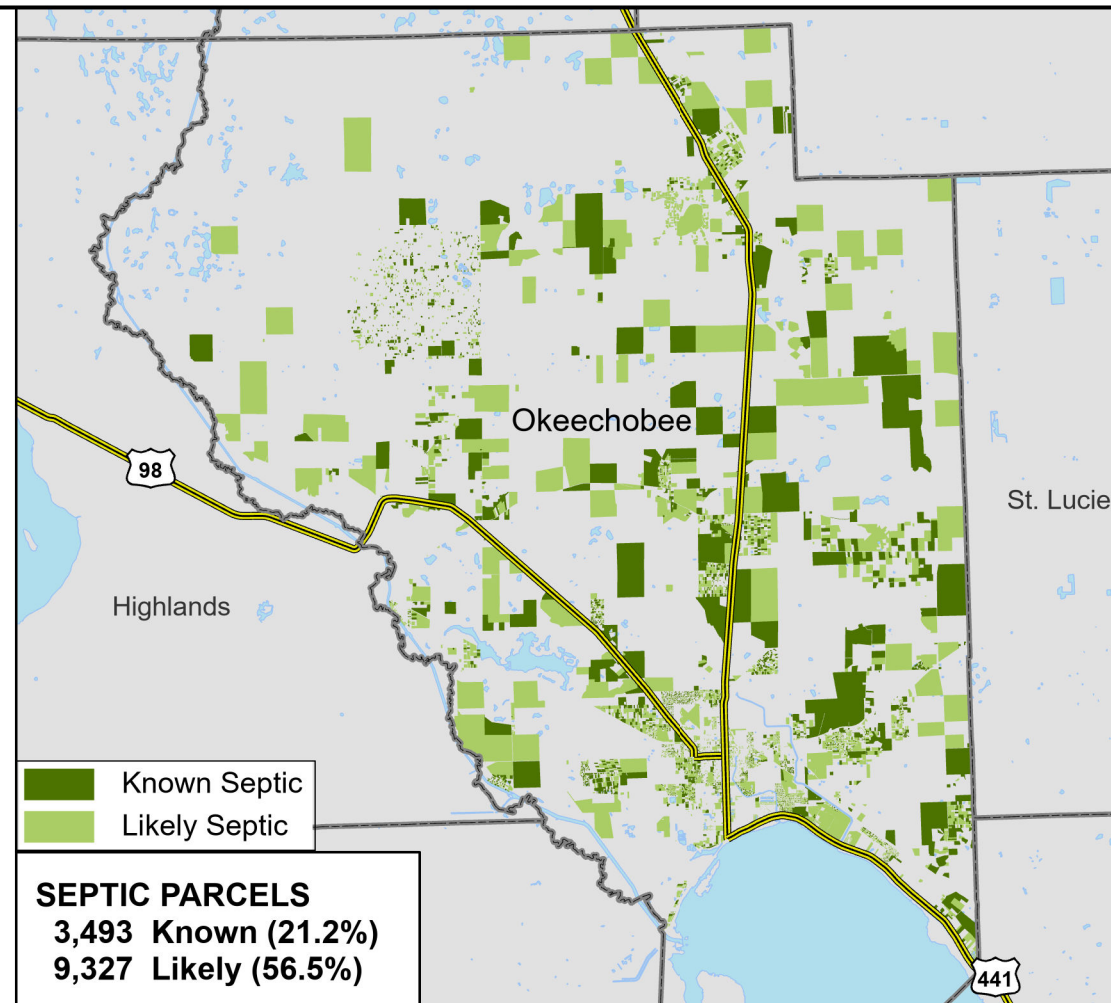 Okeechobee
98
St. Lucie
Highlands
Known Septic
Likely Septic
SEPTIC PARCELS
3,493 Known (21.2%)
9,327 Likely (56.5%)
441